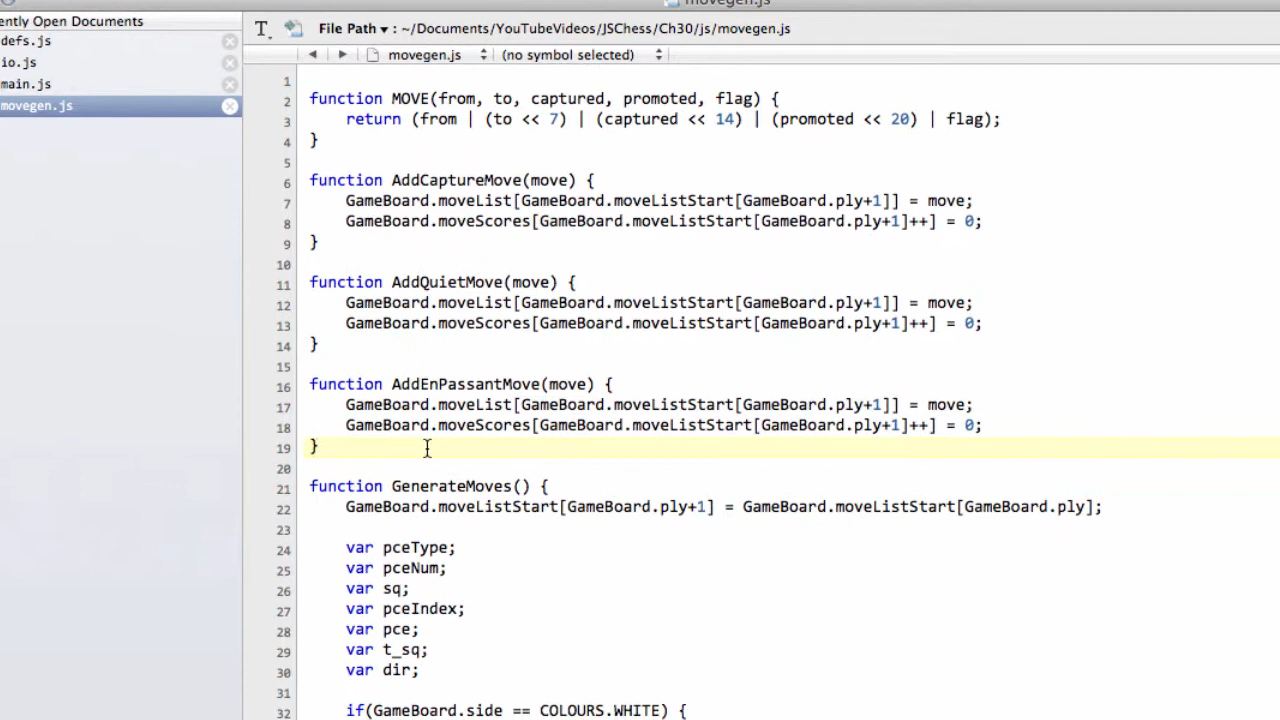 movegen.js
ently Open Documents
defs.js
io.js
main.js
movegen.js
T. File Path ▾ : ~/Documents/YouTubeVideos/JSChess/Ch30/js/movegen.js
movegen.js (no symbol selected)
1
2 function MOVE(from, to, captured, promoted, flag) {
3 return (from | (to << 7) | (captured << 14) | (promoted << 20) | flag);
4 }
5
6 function AddCaptureMove(move) {
7 GameBoard.moveList[GameBoard.moveListStart[GameBoard.ply+1]] = move;
8 GameBoard.moveScores[GameBoard.moveListStart[GameBoard.ply+1]++] = 0;
9 }
10
11 function AddQuietMove(move) {
12 GameBoard.moveList[GameBoard.moveListStart[GameBoard.ply+1]] = move;
13 GameBoard.moveScores[GameBoard.moveListStart[GameBoard.ply+1]++] = 0;
14 }
15
16 function AddEnPassantMove(move) {
17 GameBoard.moveList[GameBoard.moveListStart[GameBoard.ply+1]] = move;
18 GameBoard.moveScores[GameBoard.moveListStart[GameBoard.ply+1]++] = 0;
19 }
20
21 function GenerateMoves() {
22 GameBoard.moveListStart[GameBoard.ply+1] = GameBoard.moveListStart[GameBoard.ply];
23
24 var pceType;
25 var pceNum;
26 var sq;
27 var pceIndex;
28 var pce;
29 var t_sq;
30 var dir;
31
32 if(GameBoard.side == COLOURS.WHITE) {